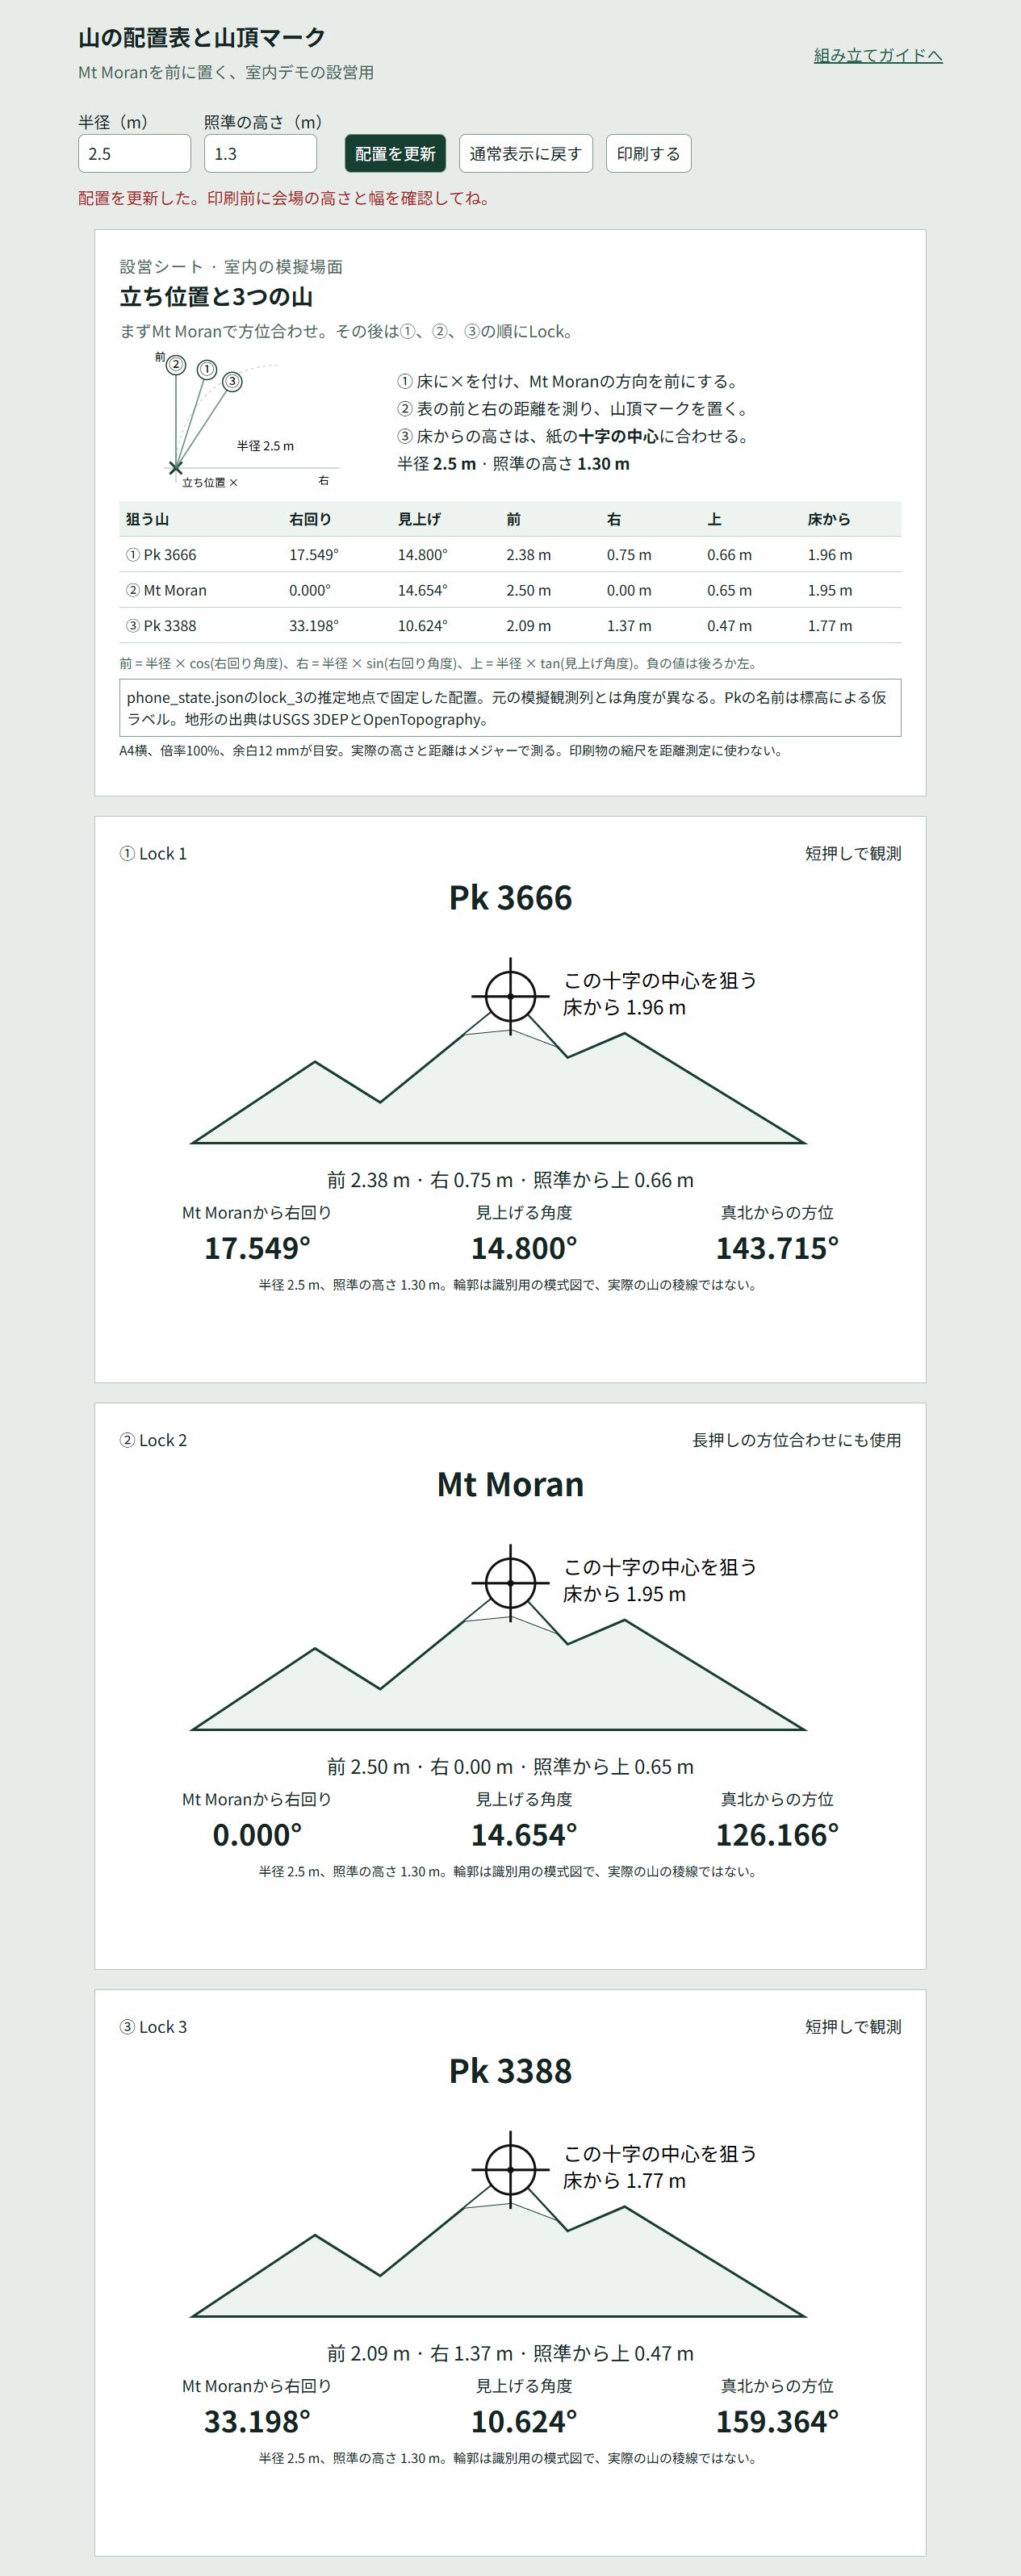 山の配置表と山頂マーク
Mt Moranを前に置く、室内デモの設営用
組み立てガイドへ
半径（m）
照準の高さ（m）
2.5
1.3
配置を更新
通常表示に戻す
印刷する
配置を更新した。印刷前に会場の高さと幅を確認してね。
設営シート · 室内の模擬場面
立ち位置と3つの山
まずMt Moranで方位合わせ。その後は①、②、③の順にLock。
前
②
①
③
半径 2.5 m
立ち位置 ×
右
① 床に×を付け、Mt Moranの方向を前にする。
② 表の前と右の距離を測り、山頂マークを置く。
③ 床からの高さは、紙の十字の中心に合わせる。
半径 2.5 m · 照準の高さ 1.30 m
狙う山 右回り 見上げ 前 右 上 床から
① Pk 3666 17.549° 14.800° 2.38 m 0.75 m 0.66 m 1.96 m
② Mt Moran 0.000° 14.654° 2.50 m 0.00 m 0.65 m 1.95 m
③ Pk 3388 33.198° 10.624° 2.09 m 1.37 m 0.47 m 1.77 m
前 = 半径 × cos(右回り角度)、右 = 半径 × sin(右回り角度)、上 = 半径 × tan(見上げ角度)。負の値は後ろか左。
phone_state.jsonのlock_3の推定地点で固定した配置。元の模擬観測列とは角度が異なる。Pkの名前は標高による仮
ラベル。地形の出典はUSGS 3DEPとOpenTopography。
A4横、倍率100%、余白12 mmが目安。実際の高さと距離はメジャーで測る。印刷物の縮尺を距離測定に使わない。
① Lock 1
短押しで観測
Pk 3666
この十字の中心を狙う
床から 1.96 m
前 2.38 m · 右 0.75 m · 照準から上 0.66 m
Mt Moranから右回り 見上げる角度 真北からの方位
17.549° 14.800° 143.715°
半径 2.5 m、照準の高さ 1.30 m。輪郭は識別用の模式図で、実際の山の稜線ではない。
② Lock 2
長押しの方位合わせにも使用
Mt Moran
この十字の中心を狙う
床から 1.95 m
前 2.50 m · 右 0.00 m · 照準から上 0.65 m
Mt Moranから右回り 見上げる角度 真北からの方位
0.000° 14.654° 126.166°
半径 2.5 m、照準の高さ 1.30 m。輪郭は識別用の模式図で、実際の山の稜線ではない。
③ Lock 3
短押しで観測
Pk 3388
この十字の中心を狙う
床から 1.77 m
前 2.09 m · 右 1.37 m · 照準から上 0.47 m
Mt Moranから右回り 見上げる角度 真北からの方位
33.198° 10.624° 159.364°
半径 2.5 m、照準の高さ 1.30 m。輪郭は識別用の模式図で、実際の山の稜線ではない。